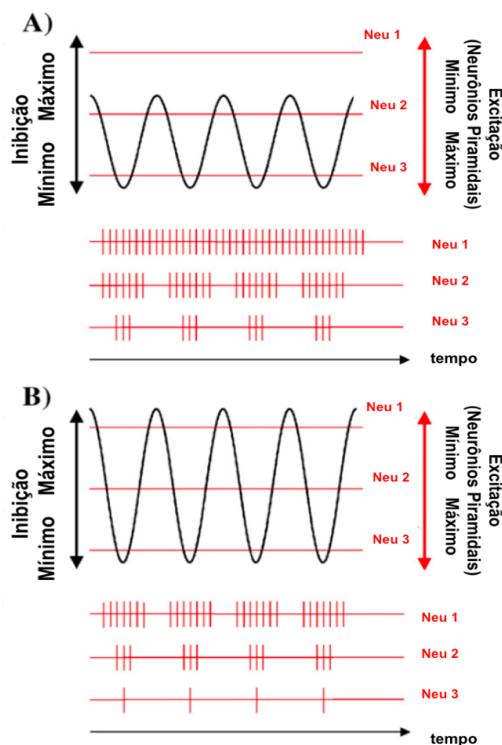 A)
Inibição
Mínimo Máximo
Neu 1
Neu 2
Neu 3
Excitação
(Neurônios Piramidais)
Mínimo Máximo
Neu 1
Neu 2
Neu 3
tempo
B)
Inibição
Mínimo Máximo
Neu 1
Neu 2
Neu 3
Excitação
(Neurônios Piramidais)
Mínimo Máximo
Neu 1
Neu 2
Neu 3
tempo